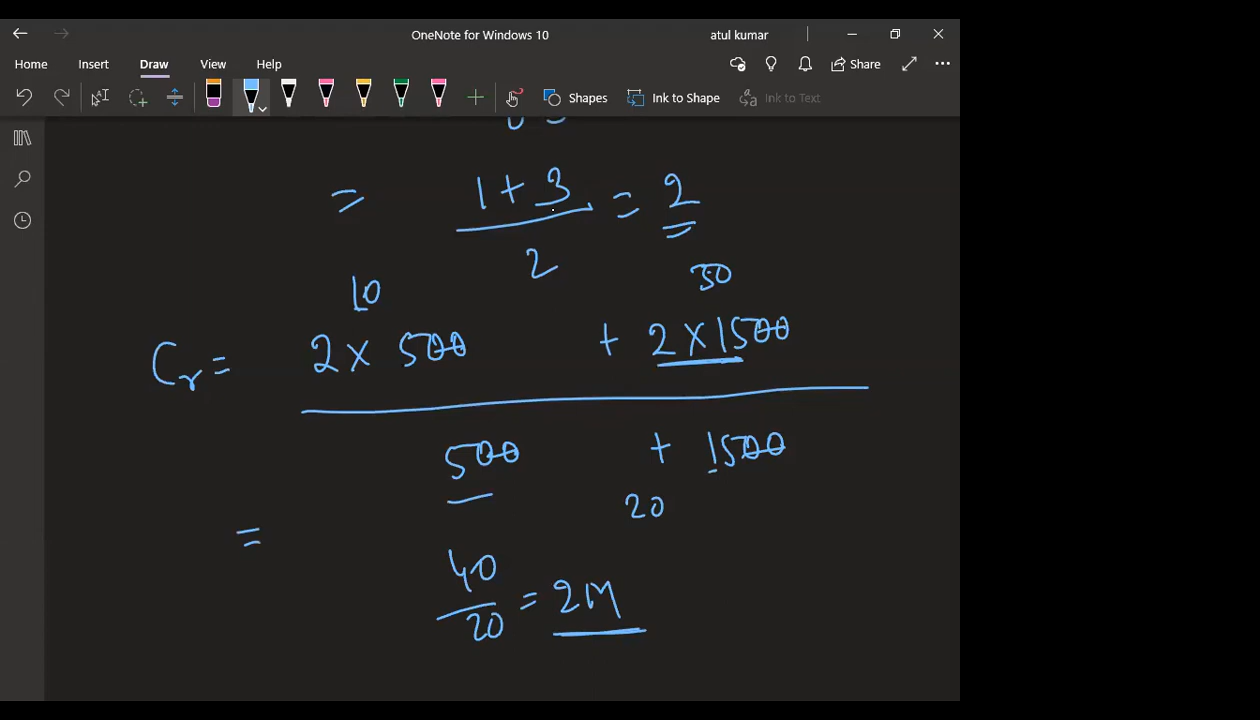 OneNote for Windows 10
atul kumar
Home Insert Draw View Help
Share
Shapes
Ink to Shape
Ink to Text
= 1 + 3 / 2 = 2
10 30
Cr = 2 X 500 + 2 X 1500
500 + 1500
20
= 40 / 20 = 2M